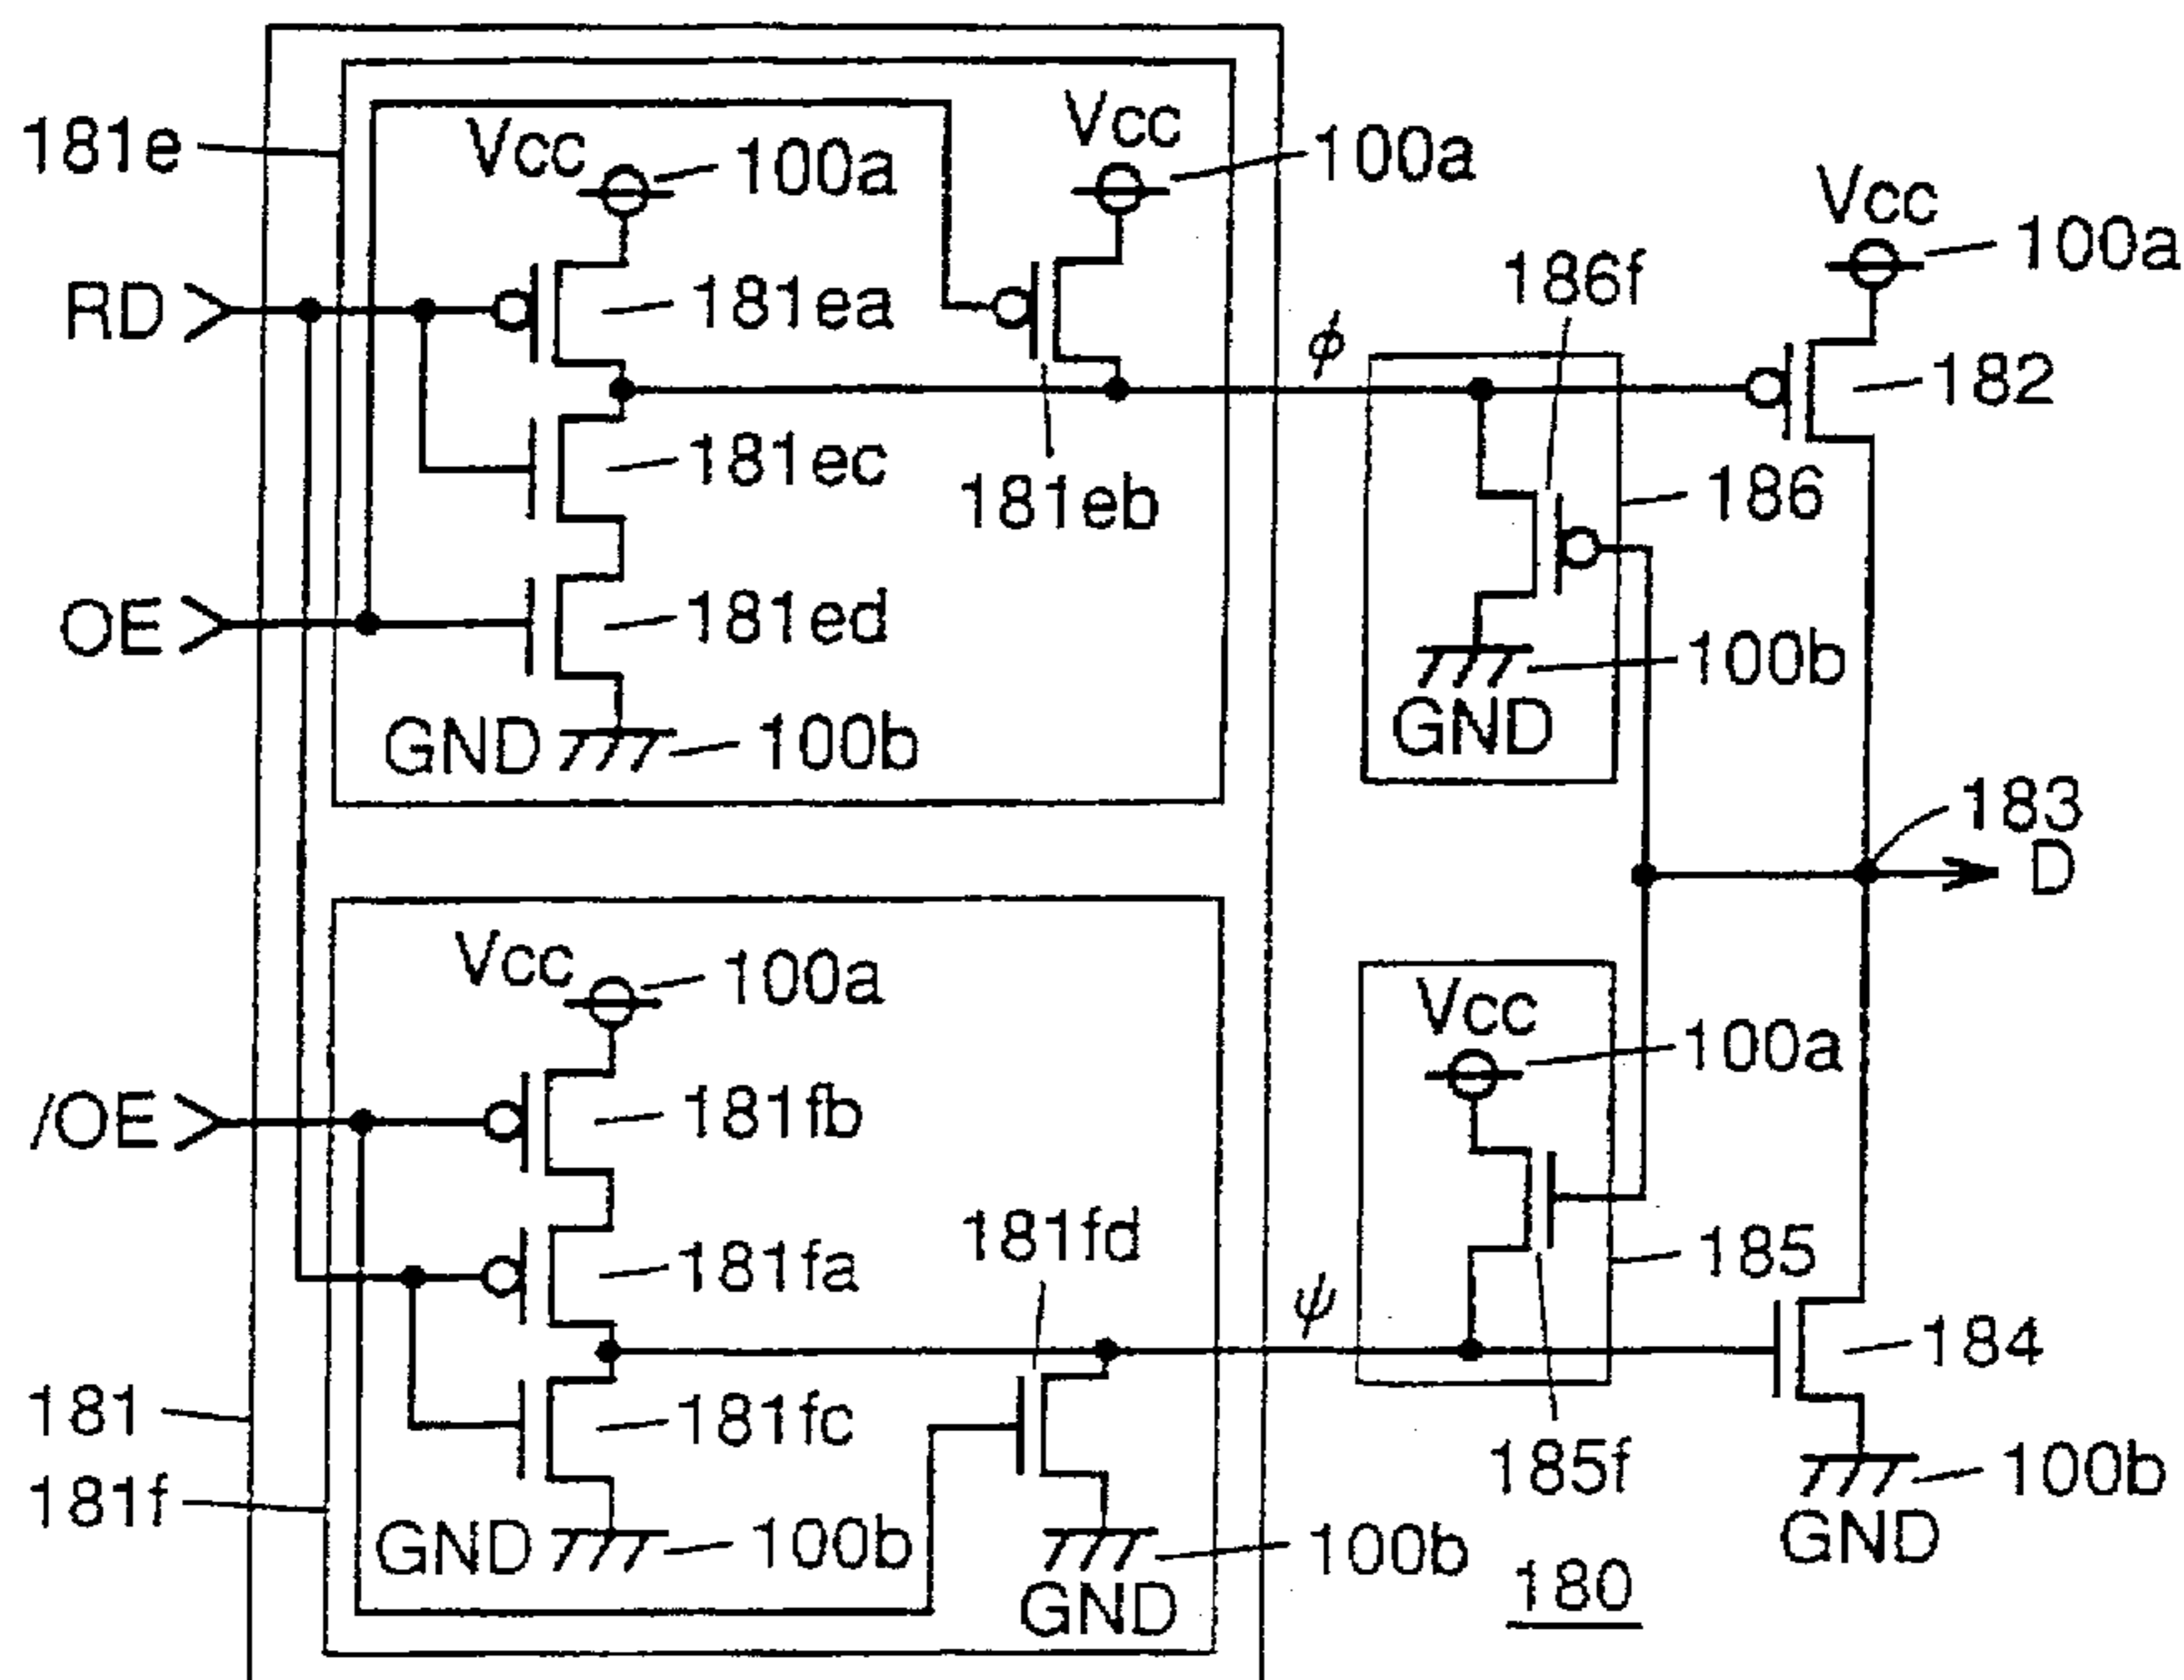 Vcc
181e
Vcc
100a
100a
Vcc
100a
186f
RD
181ea
ϕ
182
181ec
181eb
186
OE
181ed
100b
GND
GND
100b
183
D
Vcc
100a
Vcc
100a
/OE
181fb
181fd
185
181fa
ψ
184
181
181fc
185f
100b
181f
GND
100b
100b
GND
GND
180